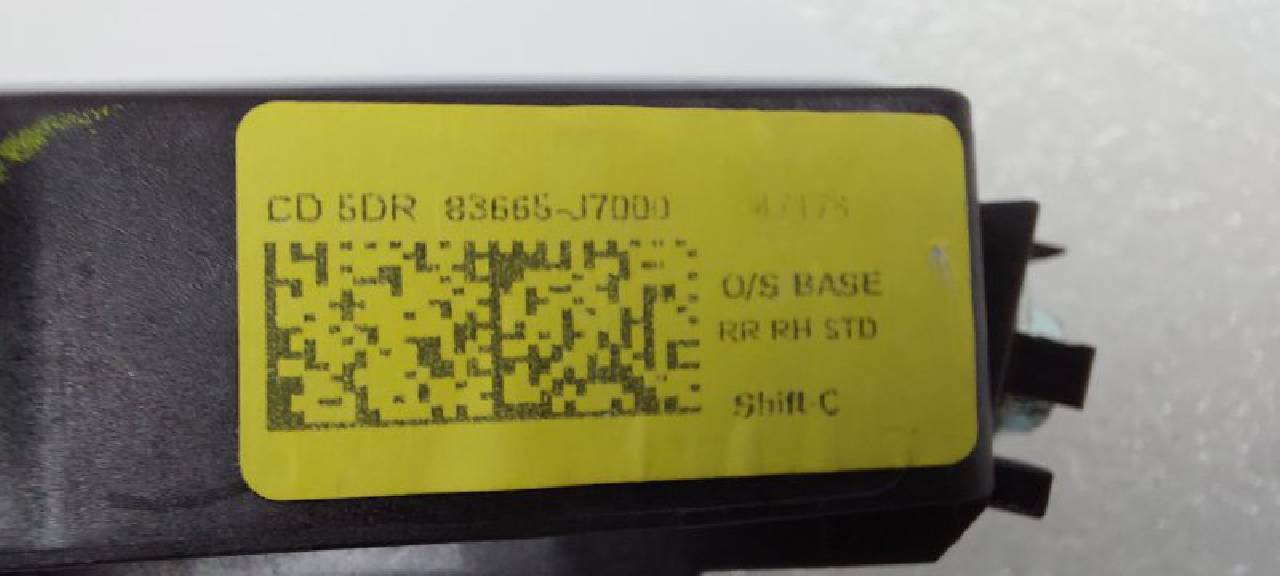 CD 5DR 83665-J7000
O/S BASE
RR RH STD
Shift-C